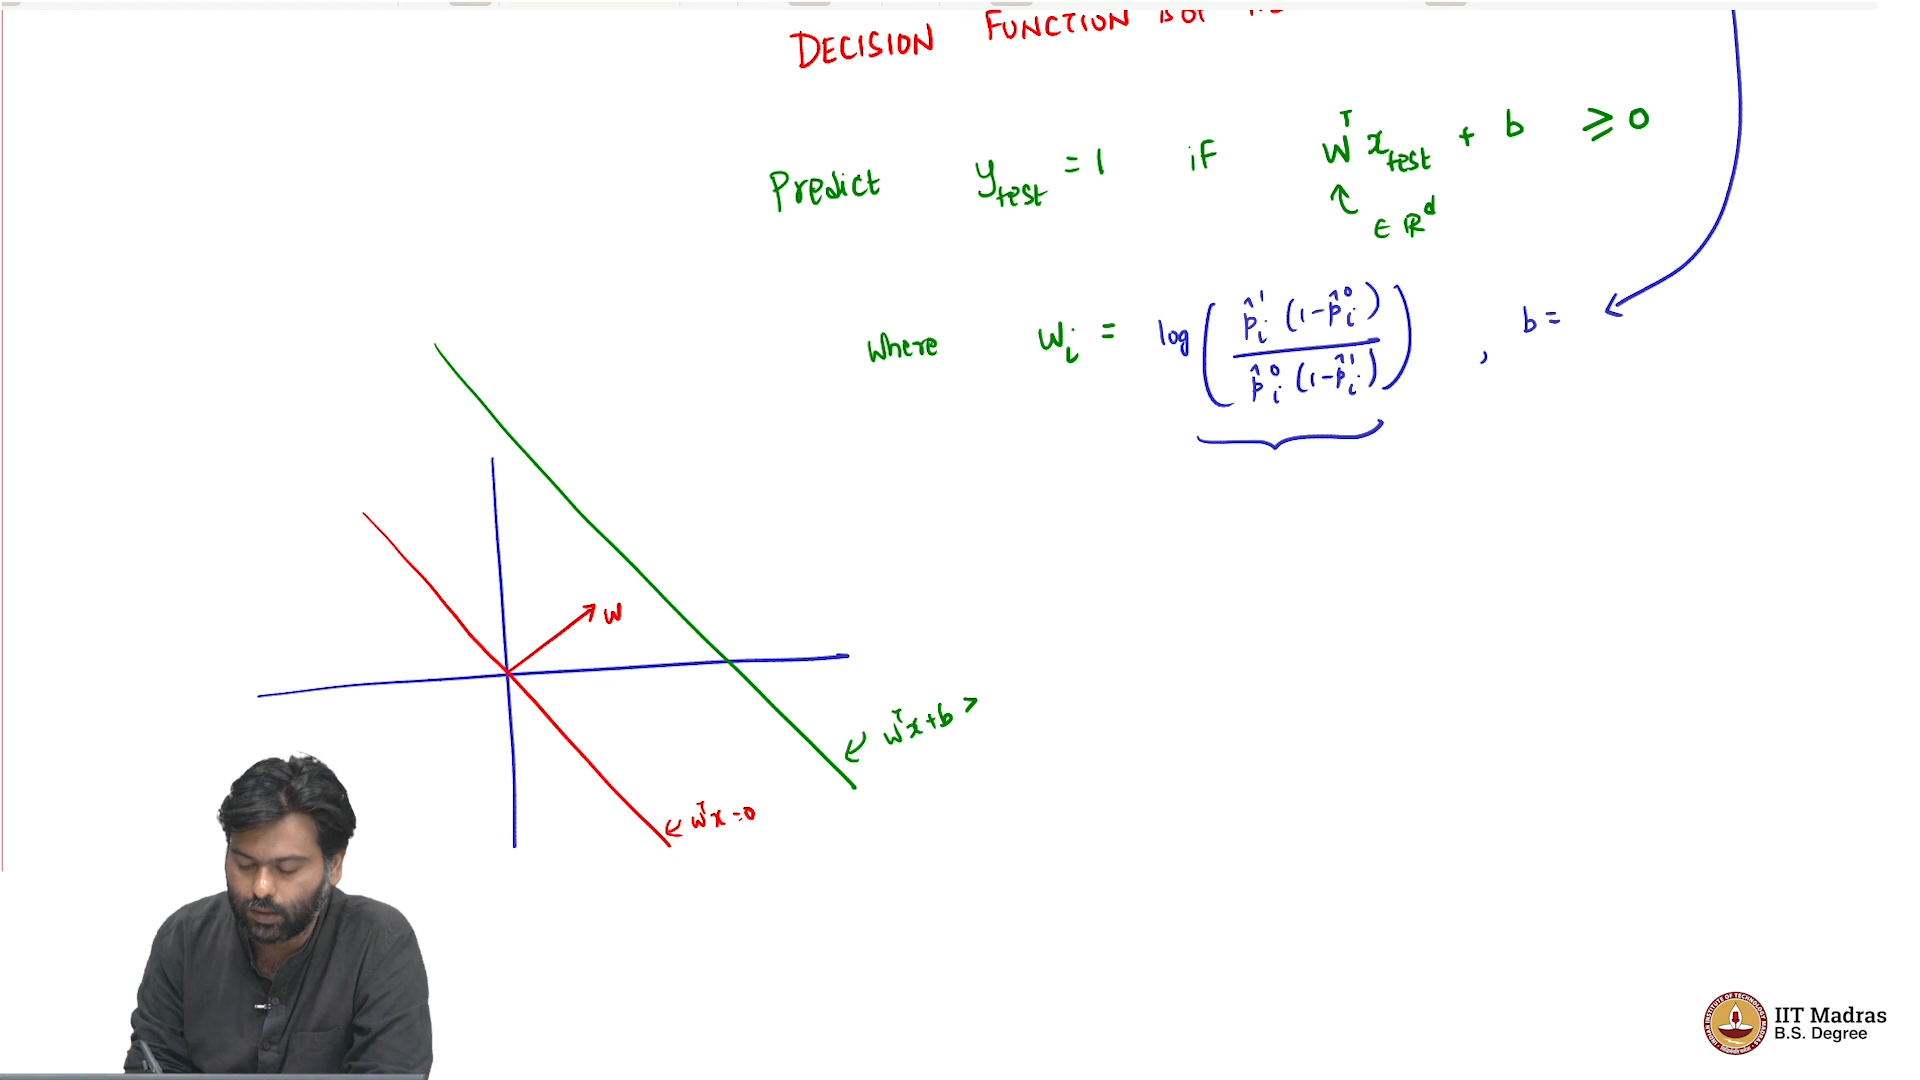 DECISION FUNCTION
Predict y_test = 1 if w^T x_test + b ≥ 0
∈ ℝ^d
where w_i = log ( p̂_i^1 (1-p̂_i^0) / p̂_i^0 (1-p̂_i^1) ) , b =
w
w^T x + b >
w^T x = 0
IIT Madras
B.S. Degree